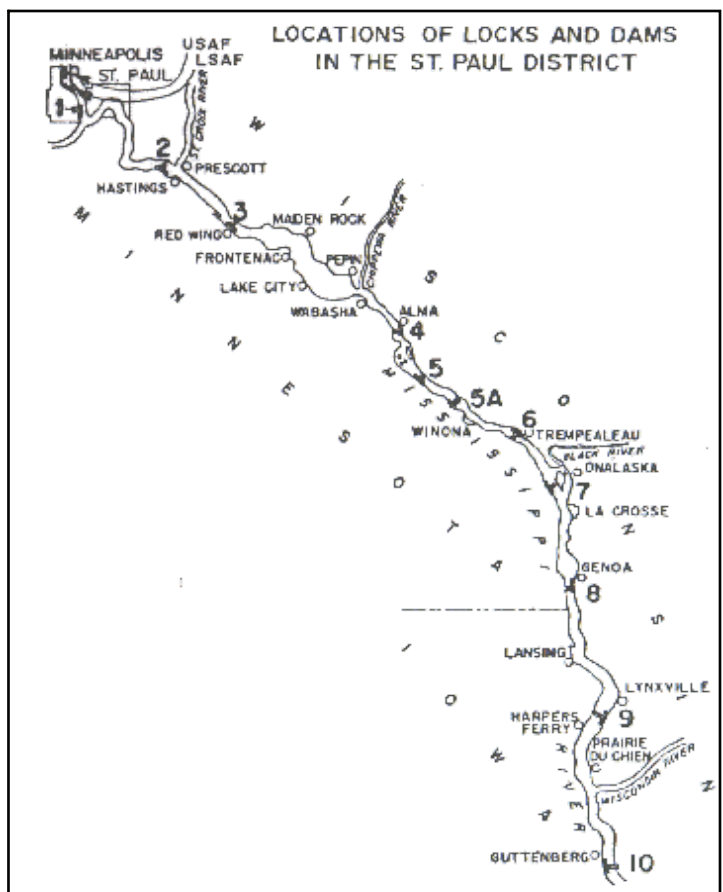 LOCATIONS OF LOCKS AND DAMS
IN THE ST. PAUL DISTRICT
MINNEAPOLIS
USAF
LSAF
ST. PAUL
1
ST. CROIX RIVER
2
PRESCOTT
HASTINGS
3
RED WING
MADEN ROCK
FRONTENAC
PEPIN
CHIPPEWA RIVER
LAKE CITY
WABASHA
ALMA
4
5
5A
WINONA
6
TREMPEALEAU
BLACK RIVER
ONALASKA
7
LA CROSSE
GENOA
8
LANSING
LYNXVILLE
9
HARPERS
FERRY
PRAIRIE
DU CHIEN
WISCONSIN RIVER
GUTTENBERG
10
MINNESOTA
WISCONSIN
IOWA
MISSISSIPPI
RIVER